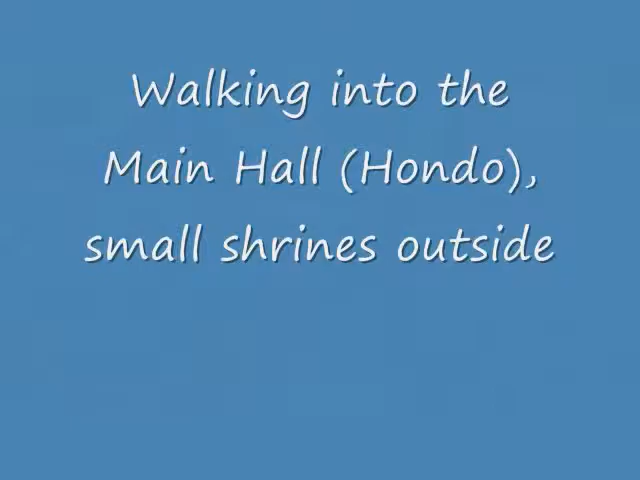 Walking into the
Main Hall (Hondo),
small shrines outside